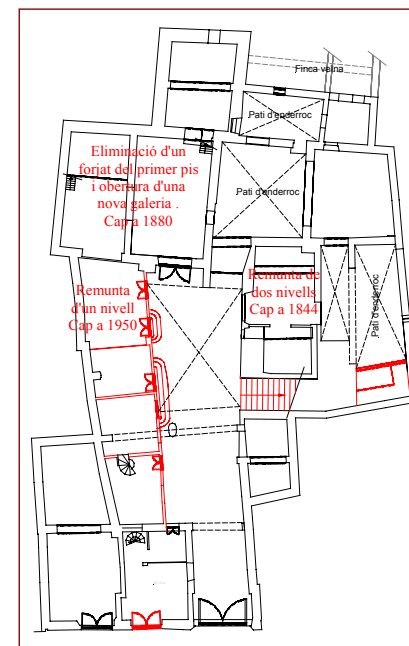 Finca veïna
Pati d'enderroc
Eliminació d'un
forjat del primer pis
i obertura d'una
nova galeria .
Cap a 1880
Pati d'enderroc
Remunta
d'un nivell
Cap a 1950
Remunta de
dos nivells
Cap a 1844
Pati d'enderroc